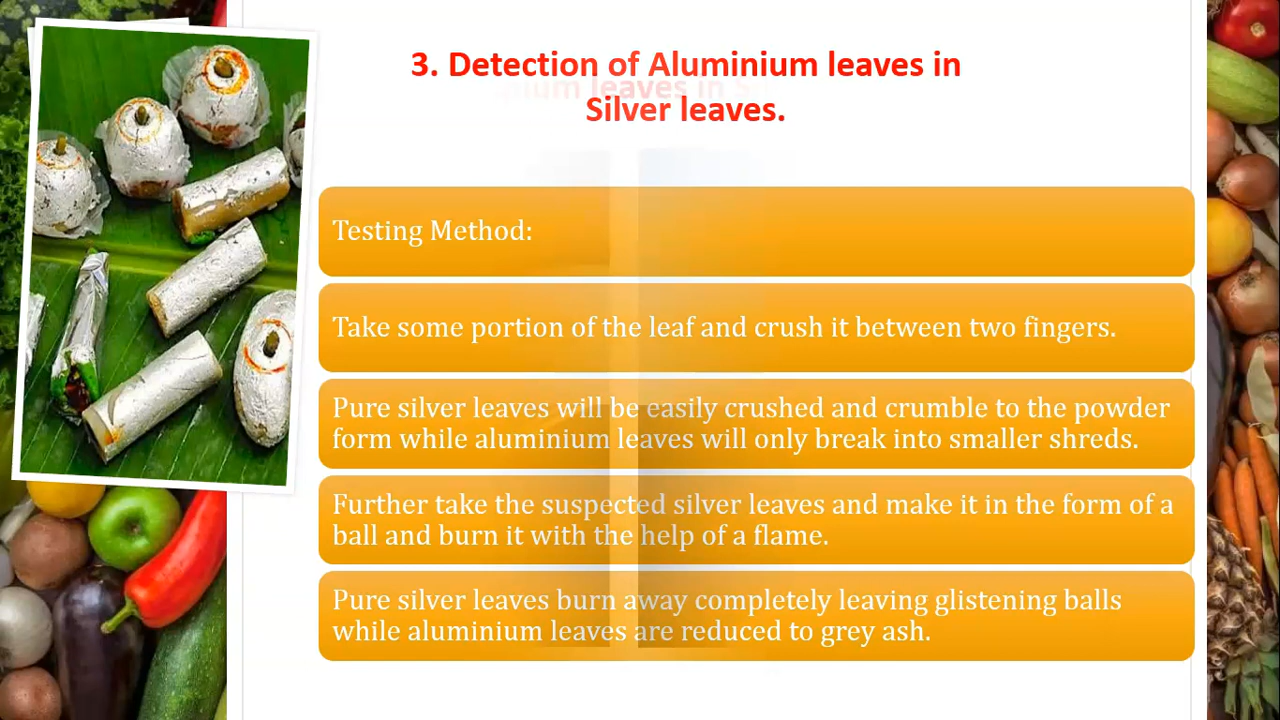 3. Detection of Aluminium leaves in
Silver leaves.
Testing Method:
Take some portion of the leaf and crush it between two fingers.
Pure silver leaves will be easily crushed and crumble to the powder
form while aluminium leaves will only break into smaller shreds.
Further take the suspected silver leaves and make it in the form of a
ball and burn it with the help of a flame.
Pure silver leaves burn away completely leaving glistening balls
while aluminium leaves are reduced to grey ash.